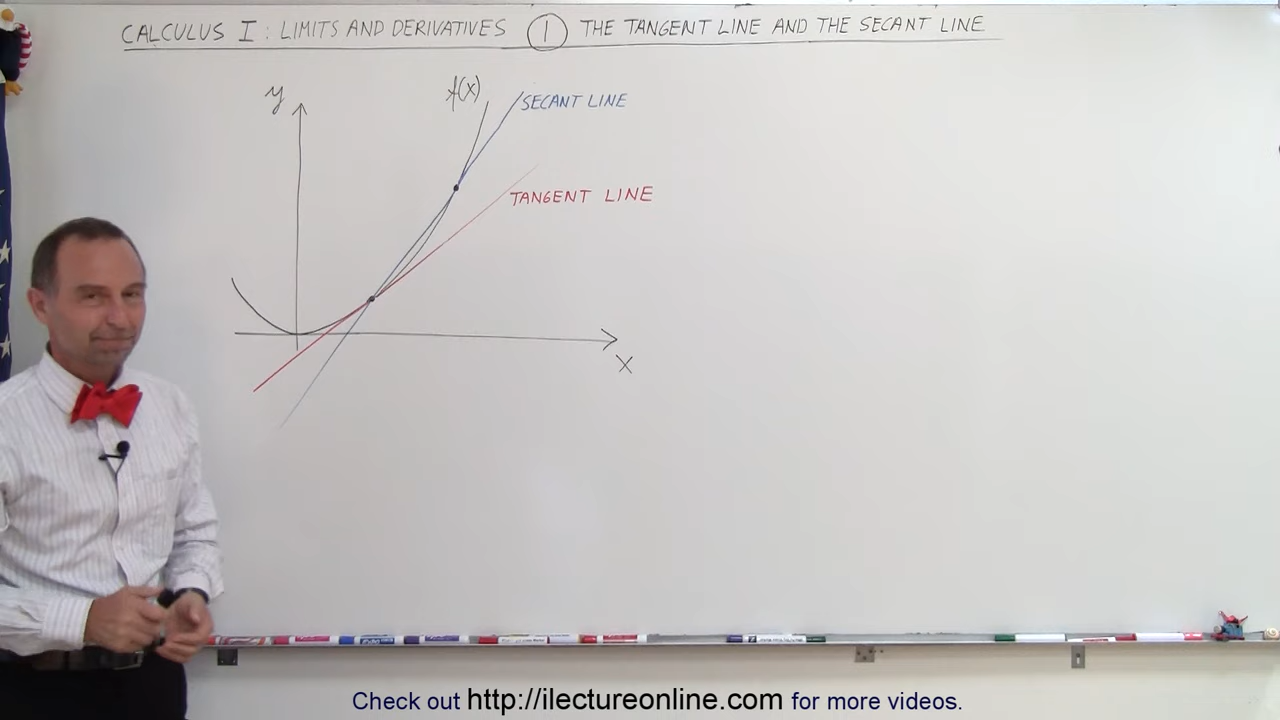 CALCULUS I: LIMITS AND DERIVATIVES 1 THE TANGENT LINE AND THE SECANT LINE
y
f(x)
SECANT LINE
TANGENT LINE
x
Check out http://ilectureonline.com for more videos.